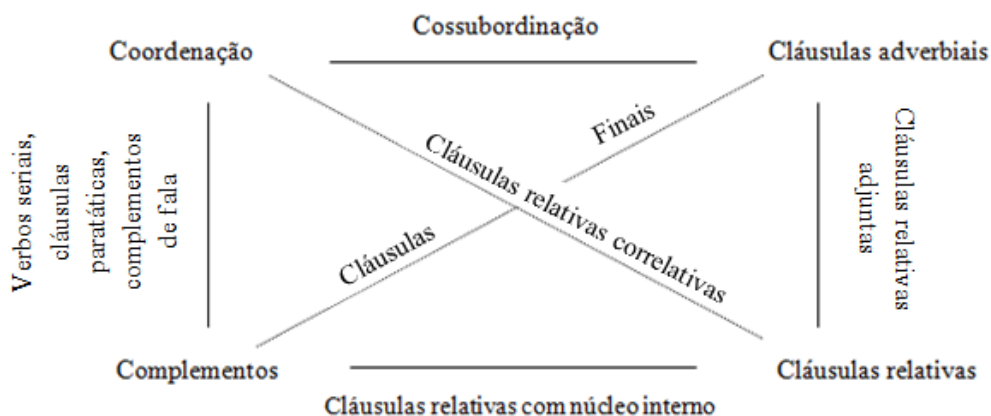 Cossubordinação
Coordenação
Cláusulas adverbiais
Verbos seriais,
cláusulas
paratáticas,
complementos
de fala
Cláusulas relativas correlativas
Cláusulas
Finais
Cláusulas relativas
adjuntas
Complementos
Cláusulas relativas
Cláusulas relativas com núcleo interno